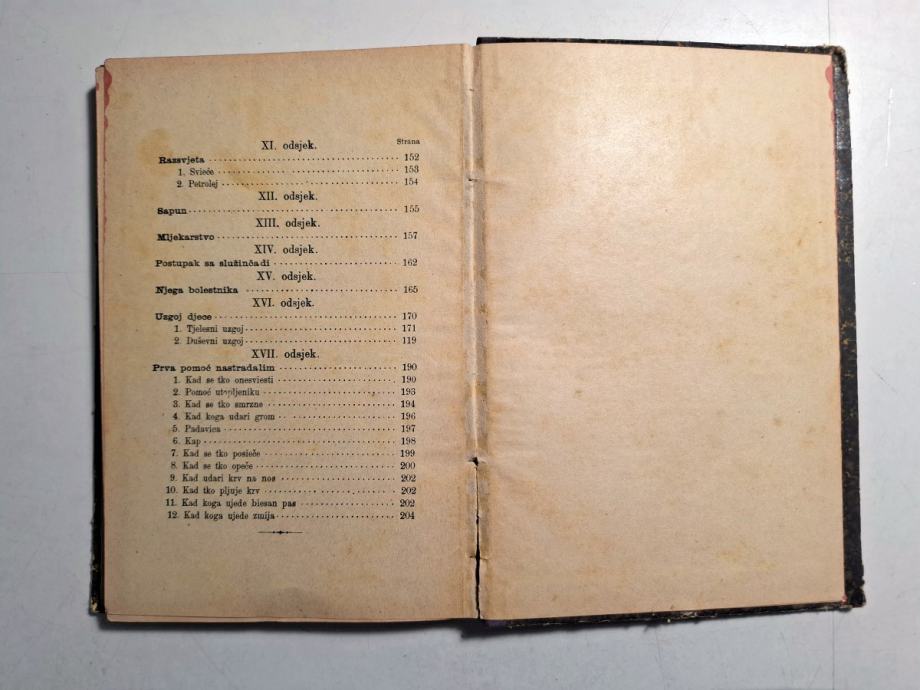 XI. odsjek. Strana
Razsvjeta 152
1. Svieće 153
2. Petrolej 154
XII. odsjek.
Sapun 155
XIII. odsjek.
Mljekarstvo 157
XIV. odsjek.
Postupak sa služinčadi 162
XV. odsjek.
Njega bolestnika 165
XVI. odsjek.
Uzgoj djece 170
1. Tjelesni uzgoj 171
2. Duševni uzgoj 119
XVII. odsjek.
Prva pomoć nastradalim 190
1. Kad se tko onesviesti 190
2. Pomoć utopljeniku 193
3. Kad se tko smrzne 194
4. Kad koga udari grom 196
5. Padavica 197
6. Kap 198
7. Kad se tko posieče 199
8. Kad se tko opeče 200
9. Kad udari krv na nos 202
10. Kad tko pljuje krv 202
11. Kad koga ujede biesan pas 202
12. Kad koga ujede zmija 204